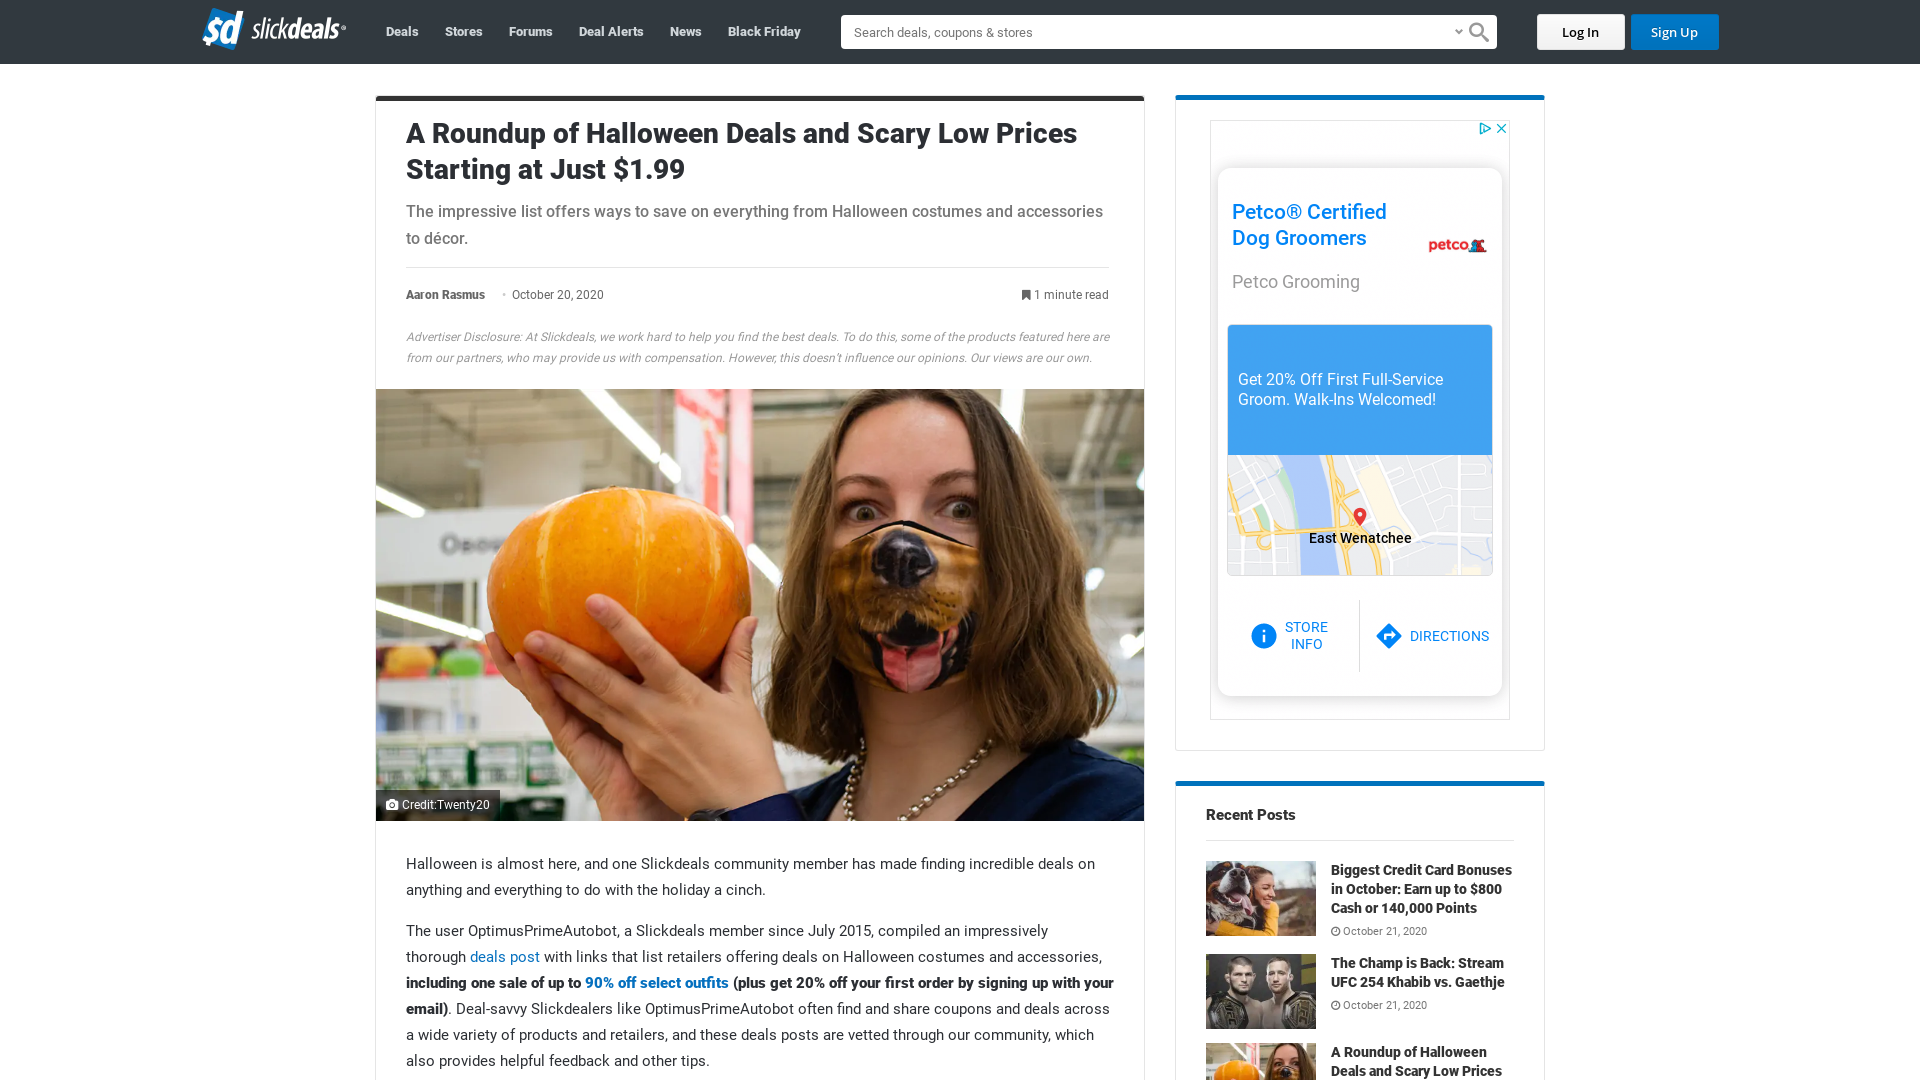 sd slickdeals®
Deals
Stores
Forums
Deal Alerts
News
Black Friday
Search deals, coupons & stores
Log In
Sign Up
A Roundup of Halloween Deals and Scary Low Prices
Starting at Just $1.99
The impressive list offers ways to save on everything from Halloween costumes and accessories
to décor.
Aaron Rasmus
October 20, 2020
1 minute read
Advertiser Disclosure: At Slickdeals, we work hard to help you find the best deals. To do this, some of the products featured here are
from our partners, who may provide us with compensation. However, this doesn’t influence our opinions. Our views are our own.
Credit:Twenty20
Halloween is almost here, and one Slickdeals community member has made finding incredible deals on
anything and everything to do with the holiday a cinch.
The user OptimusPrimeAutobot, a Slickdeals member since July 2015, compiled an impressively
thorough deals post with links that list retailers offering deals on Halloween costumes and accessories,
including one sale of up to 90% off select outfits (plus get 20% off your first order by signing up with your
email). Deal-savvy Slickdealers like OptimusPrimeAutobot often find and share coupons and deals across
a wide variety of products and retailers, and these deals posts are vetted through our community, which
also provides helpful feedback and other tips.
Petco® Certified
Dog Groomers
petco
Petco Grooming
Get 20% Off First Full-Service
Groom. Walk-Ins Welcomed!
East Wenatchee
STORE
INFO
DIRECTIONS
Recent Posts
Biggest Credit Card Bonuses
in October: Earn up to $800
Cash or 140,000 Points
October 21, 2020
The Champ is Back: Stream
UFC 254 Khabib vs. Gaethje
October 21, 2020
A Roundup of Halloween
Deals and Scary Low Prices